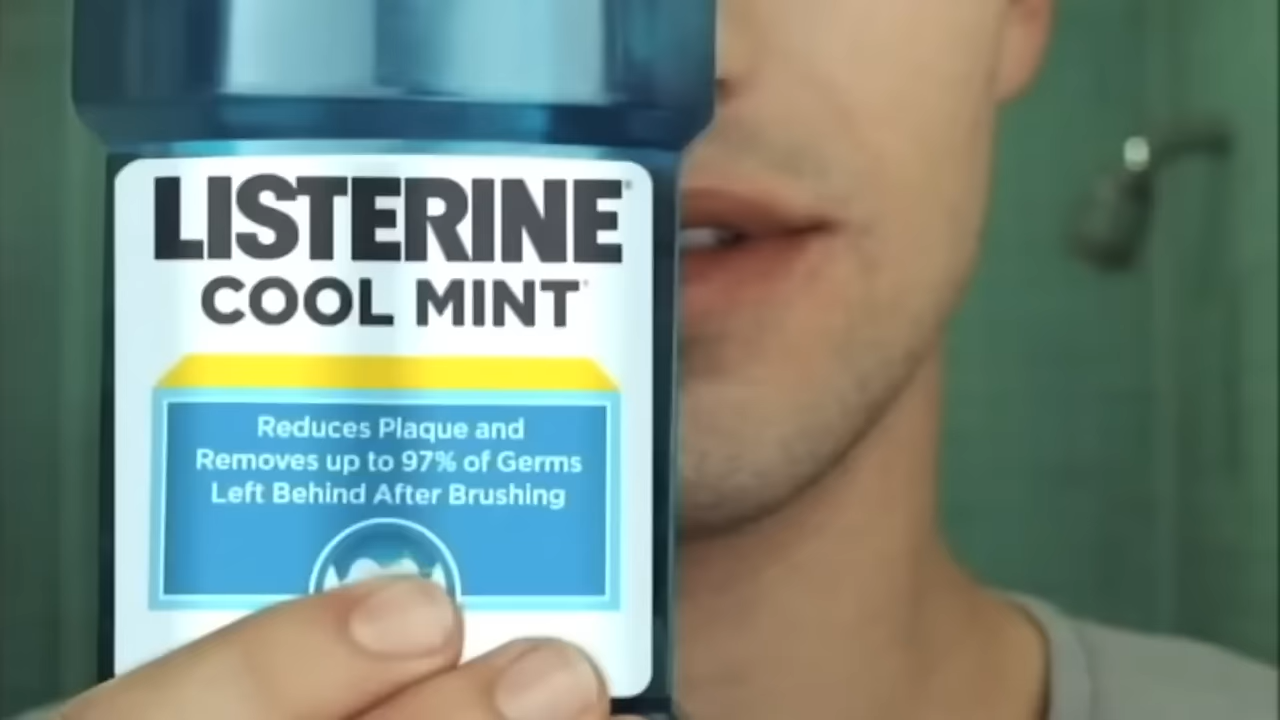 LISTERINE®
COOL MINT®
Reduces Plaque and
Removes up to 97% of Germs
Left Behind After Brushing